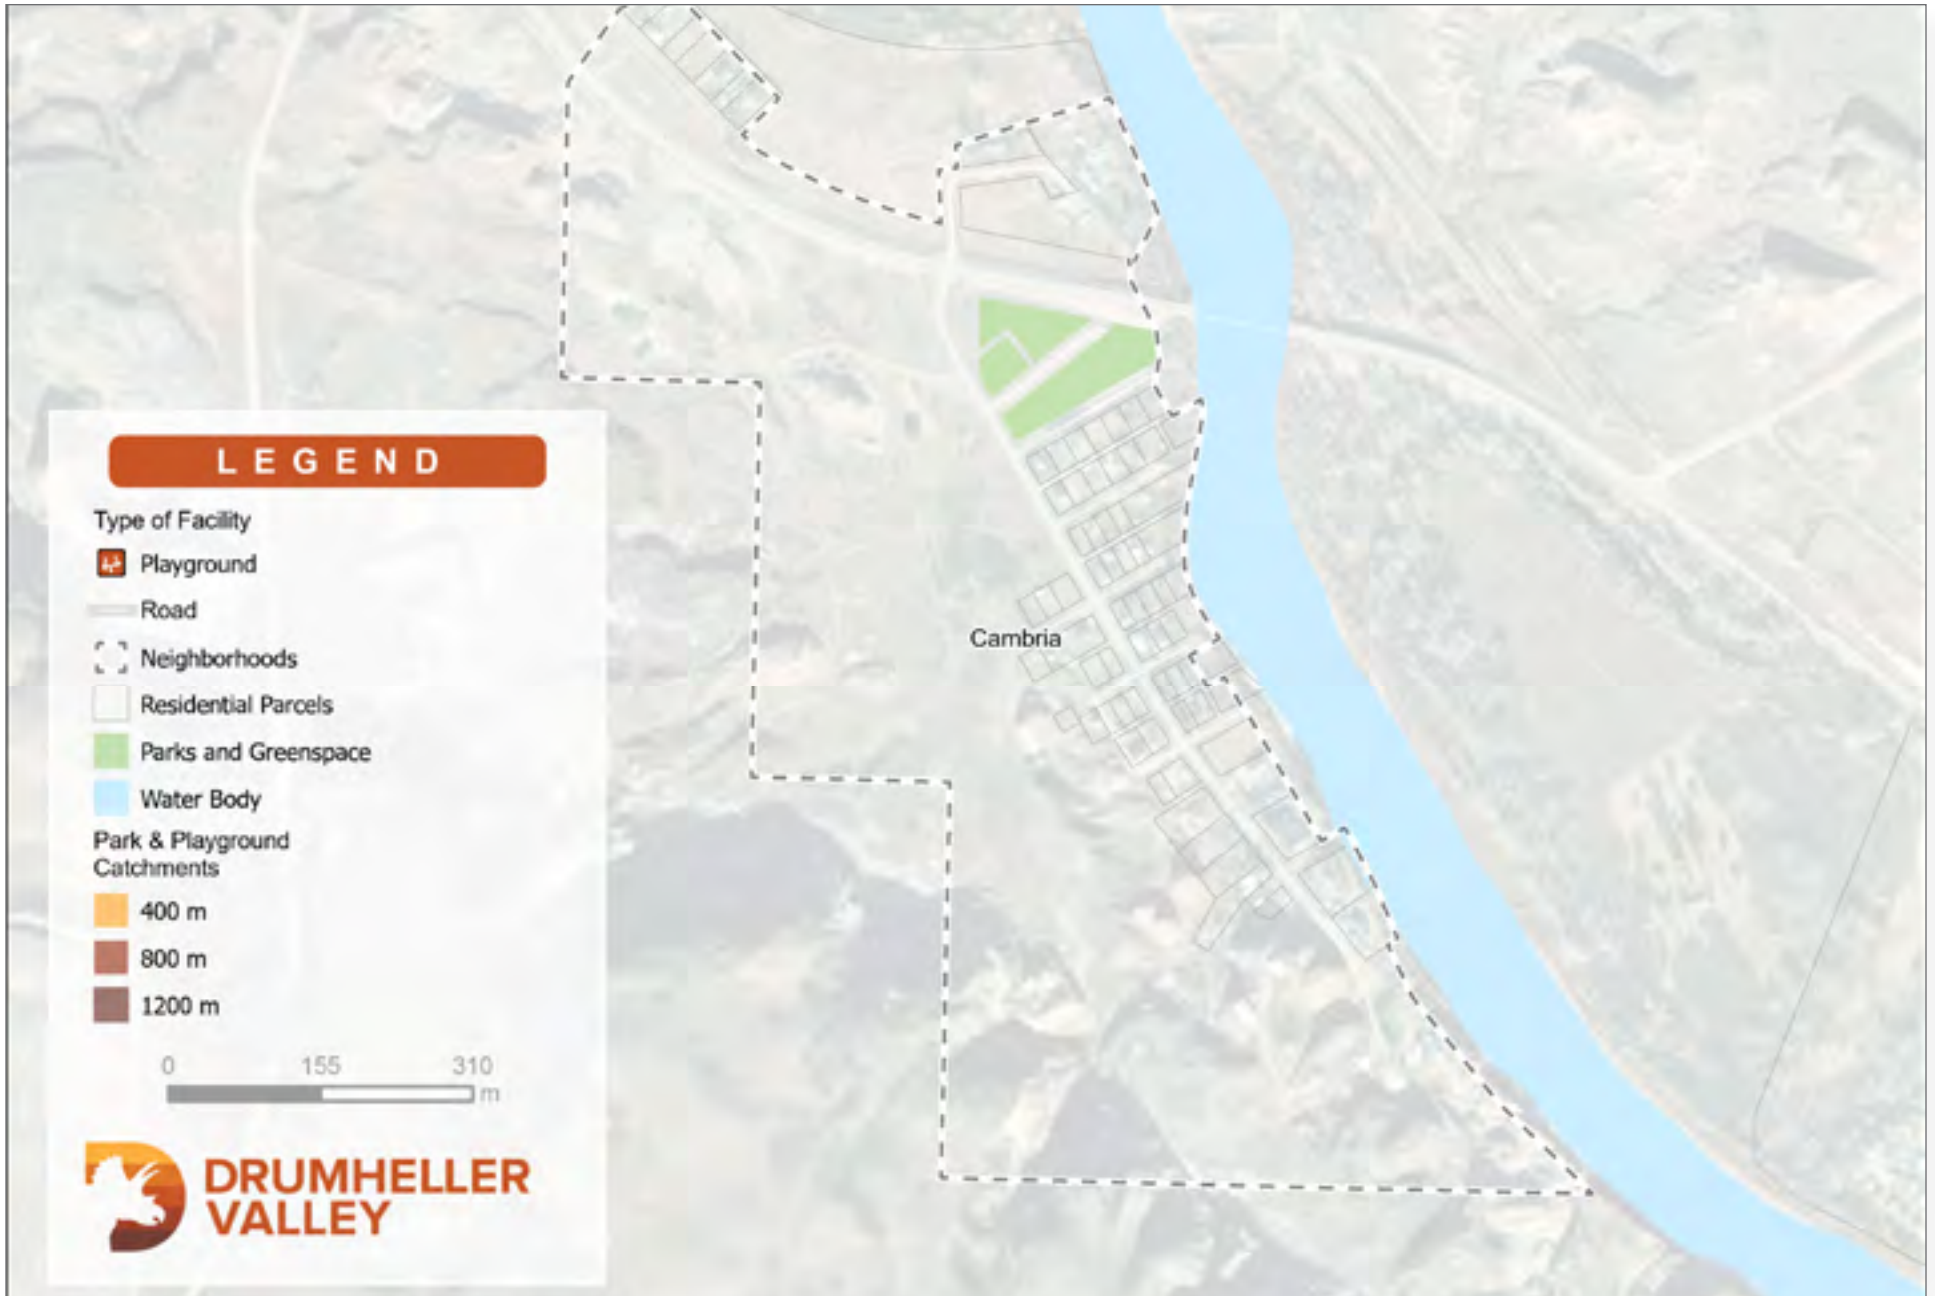 LEGEND
Type of Facility
Playground
Road
Neighborhoods
Residential Parcels
Parks and Greenspace
Water Body
Park & Playground
Catchments
400 m
800 m
1200 m
0 155 310
m
DRUMHELLER
VALLEY
Cambria